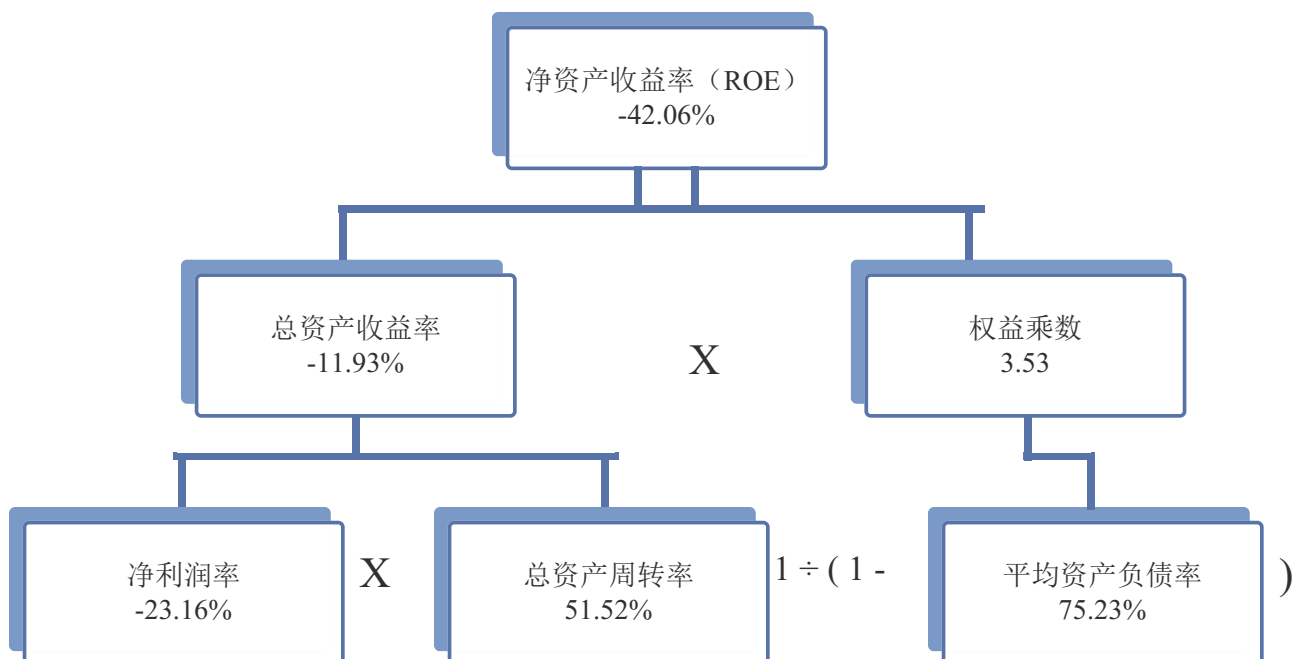 净资产收益率（ROE）
-42.06%
总资产收益率
-11.93%
X
权益乘数
3.53
净利润率
-23.16%
X
总资产周转率
51.52%
1 ÷ ( 1 -
平均资产负债率
75.23%
)